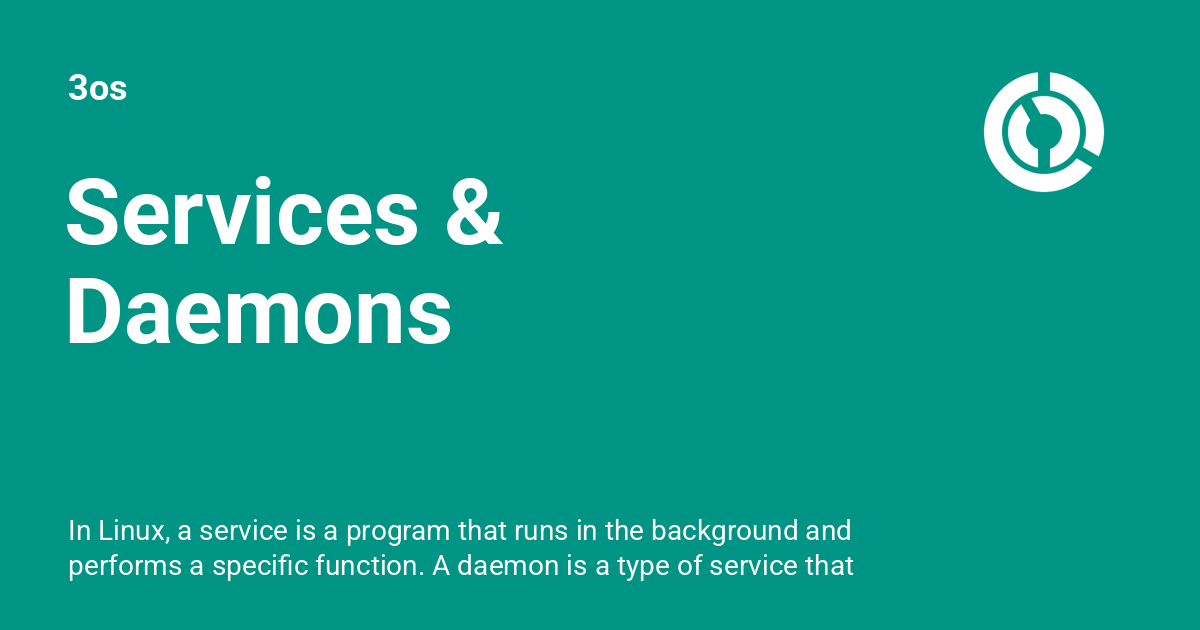 3os
Services &
Daemons
In Linux, a service is a program that runs in the background and
performs a specific function. A daemon is a type of service that